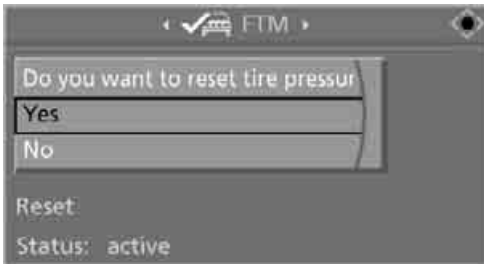 FTM
Do you want to reset tire pressur
Yes
No
Reset
Status: active